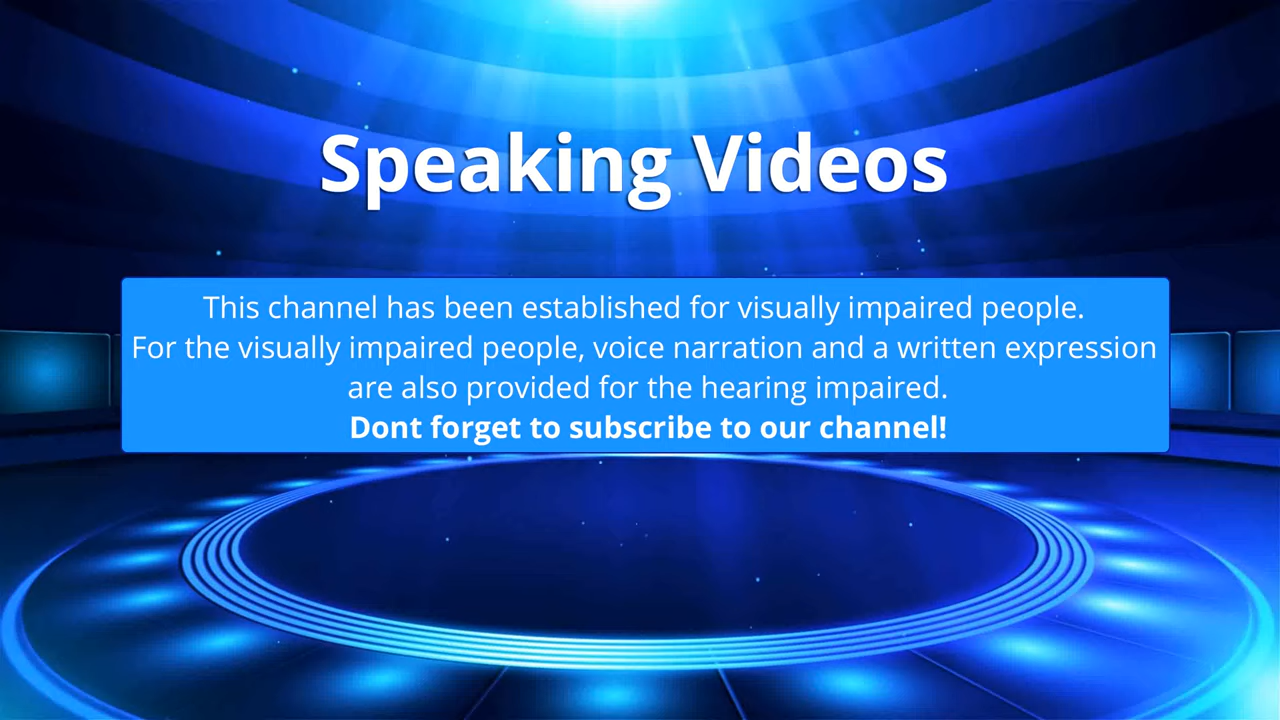 Speaking Videos
This channel has been established for visually impaired people.
For the visually impaired people, voice narration and a written expression
are also provided for the hearing impaired.
Dont forget to subscribe to our channel!